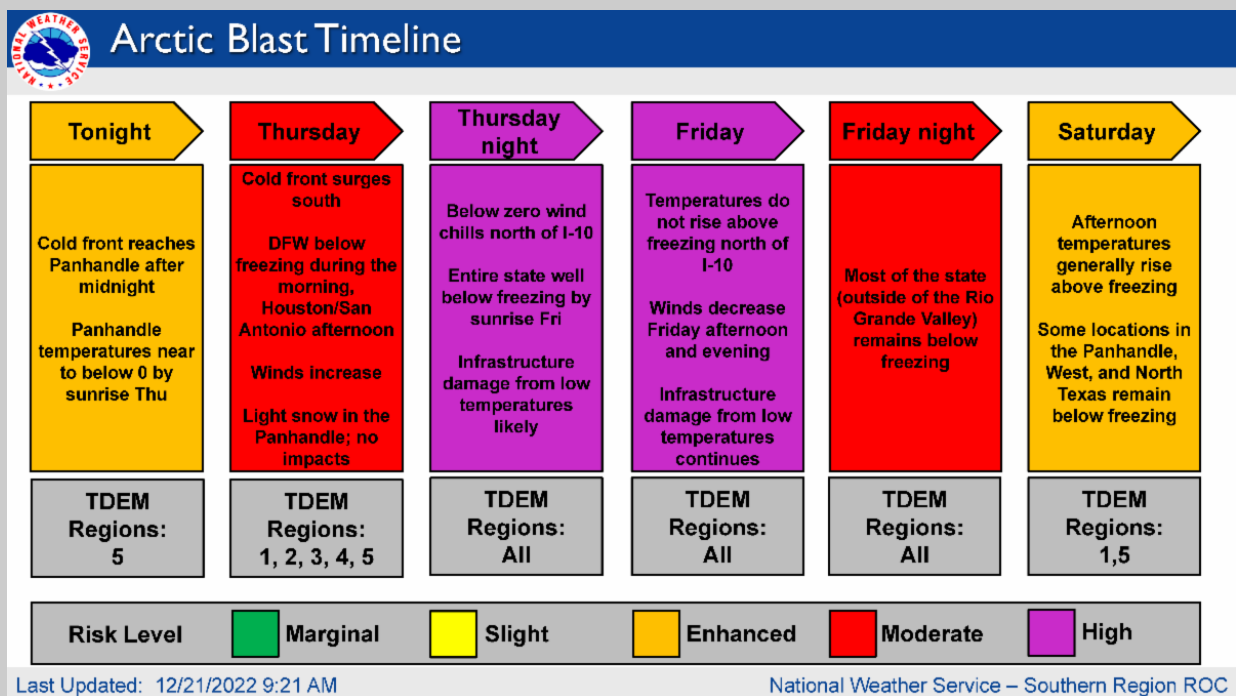 NATIONAL WEATHER SERVICE
Arctic Blast Timeline
Tonight
Cold front reaches
Panhandle after
midnight
Panhandle
temperatures near
to below 0 by
sunrise Thu
TDEM
Regions:
5
Thursday
Cold front surges
south
DFW below
freezing during the
morning,
Houston/San
Antonio afternoon
Winds increase
Light snow in the
Panhandle; no
impacts
TDEM
Regions:
1, 2, 3, 4, 5
Thursday
night
Below zero wind
chills north of I-10
Entire state well
below freezing by
sunrise Fri
Infrastructure
damage from low
temperatures
likely
TDEM
Regions:
All
Friday
Temperatures do
not rise above
freezing north of
I-10
Winds decrease
Friday afternoon
and evening
Infrastructure
damage from low
temperatures
continues
TDEM
Regions:
All
Friday night
Most of the state
(outside of the Rio
Grande Valley)
remains below
freezing
TDEM
Regions:
All
Saturday
Afternoon
temperatures
generally rise
above freezing
Some locations in
the Panhandle,
West, and North
Texas remain
below freezing
TDEM
Regions:
1,5
Risk Level
Marginal
Slight
Enhanced
Moderate
High
Last Updated: 12/21/2022 9:21 AM
National Weather Service – Southern Region ROC